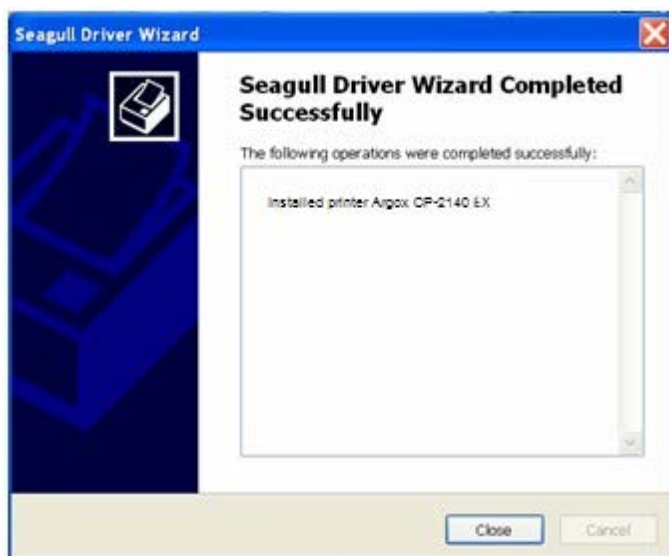 Seagull Driver Wizard
Seagull Driver Wizard Completed
Successfully
The following operations were completed successfully:
Installed printer Argox CP-2140 EX
Close
Cancel